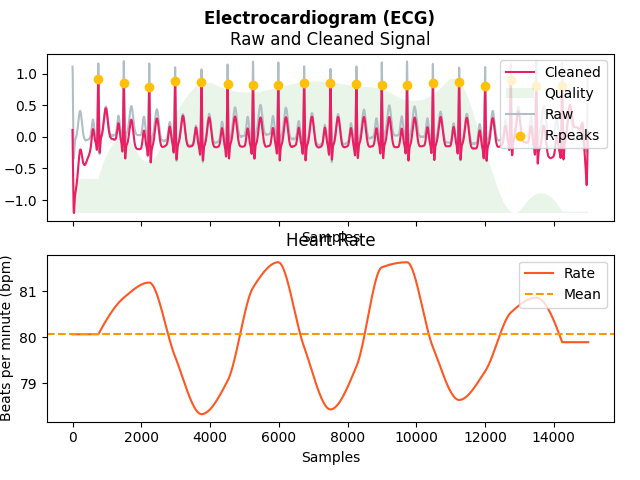 Electrocardiogram (ECG)
Raw and Cleaned Signal
1.0
0.5
0.0
−0.5
−1.0
Cleaned
Quality
Raw
R-peaks
Samples
Heart Rate
Beats per minute (bpm)
81
80
79
Rate
Mean
0 2000 4000 6000 8000 10000 12000 14000
Samples